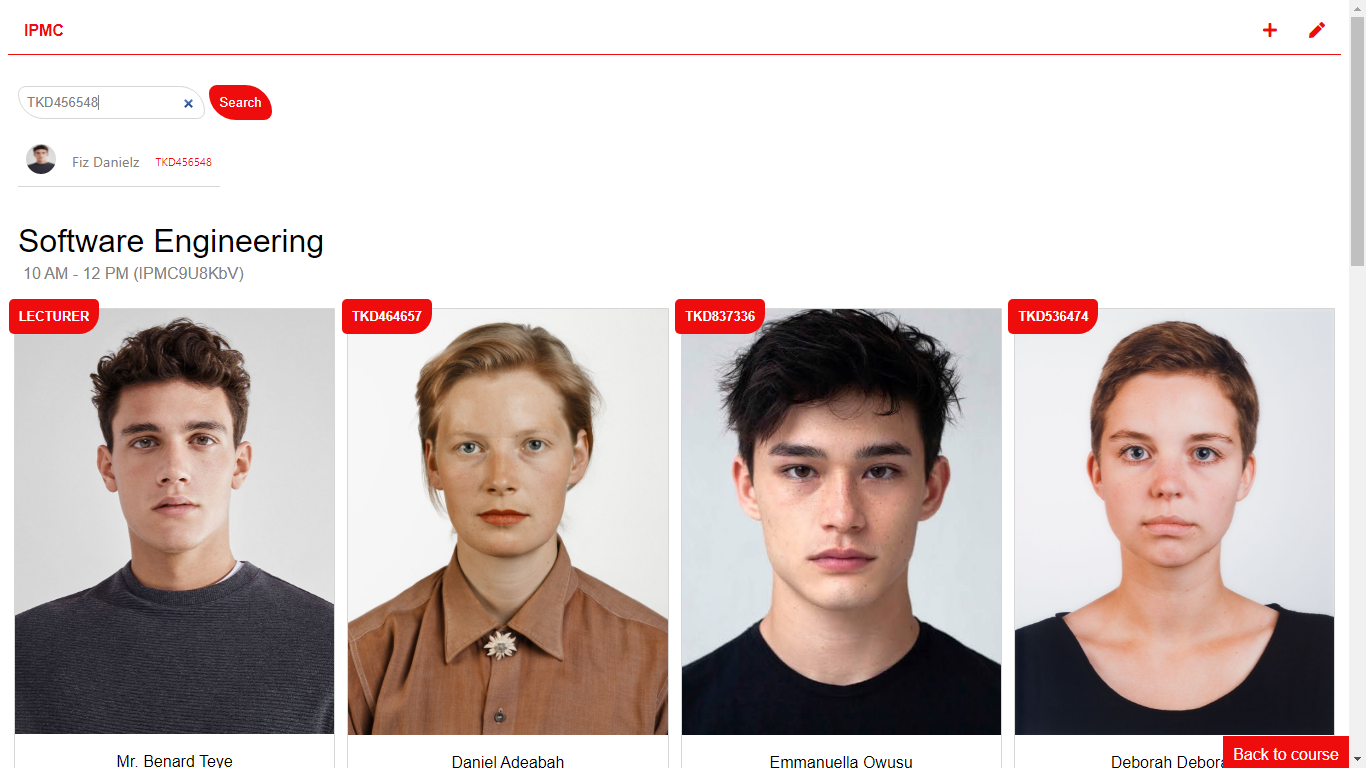 IPMC
TKD456548
Search
Fiz Danielz TKD456548
Software Engineering
10 AM - 12 PM (IPMC9U8KbV)
LECTURER
TKD464657
TKD837336
TKD536474
Mr. Benard Teye
Daniel Adeabah
Emmanuella Owusu
Deborah
Back to course